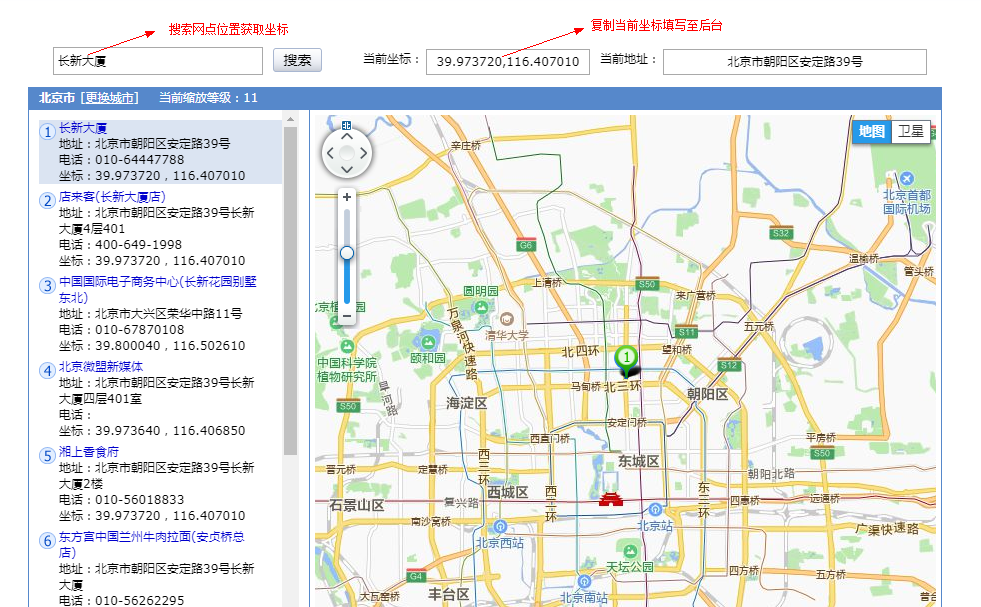 搜索网点位置获取坐标
复制当前坐标填写至后台
长新大厦
搜索
当前坐标：
39.973720,116.407010
当前地址：
北京市朝阳区安定路39号
北京市 [更换城市] 当前缩放等级：11
1 长新大厦
地址：北京市朝阳区安定路39号
电话：010-64447788
坐标：39.973720，116.407010
2 店来客(长新大厦店)
地址：北京市朝阳区安定路39号长新
大厦4层401
电话：400-649-1998
坐标：39.973720，116.407010
3 中国国际电子商务中心(长新花园别墅
东北)
地址：北京市大兴区荣华中路11号
电话：010-67870108
坐标：39.800040，116.502610
4 北京微盟新媒体
地址：北京市朝阳区安定路39号长新
大厦四层401室
电话：
坐标：39.973640，116.406850
5 湘上香食府
地址：北京市朝阳区安定路39号长新
大厦2楼
电话：010-56018833
坐标：39.973720，116.407010
6 东方宫中国兰州牛肉拉面(安贞桥总
店)
地址：北京市朝阳区安定路39号长新
大厦
电话：010-56262295
地图
卫星
辛庄桥
北京首都
国际机场
S32
G6
温榆桥
管头桥
上清桥
S50
来广营桥
圆明园
万泉河快速路
清华大学
S11
五元桥
颐和园
北四环
望和桥
1
S12
中国科学院
植物研究所
马甸桥
北三环
朝阳区
旱河路
S50
海淀区
安定门桥
西直门桥
平房桥
S50
东城区
晋元桥
定慧桥
西三环
朝阳北路
石景山区
复兴路
西城区
西二环
东三环
四惠桥
远通桥
南沙窝桥
北京站
广渠快速路
北京西站
天坛公园
G4
四方桥
五方桥
大瓦窑桥
丰台区
北京南站